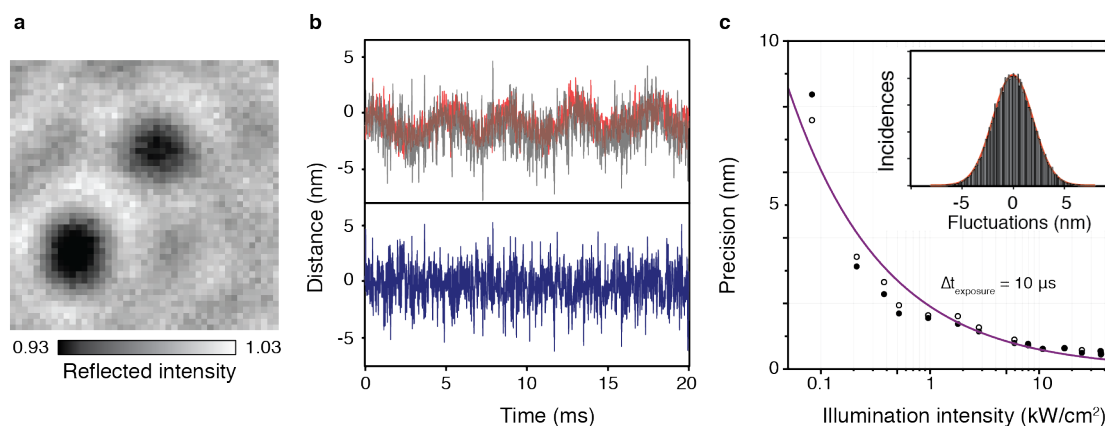 a
0.93
1.03
Reflected intensity
b
5
0
-5
5
0
-5
Distance (nm)
0
5
10
15
20
Time (ms)
c
10
5
0
Precision (nm)
0.1
1
10
Illumination intensity (kW/cm²)
Δt exposure = 10 µs
Incidences
-5
0
5
Fluctuations (nm)